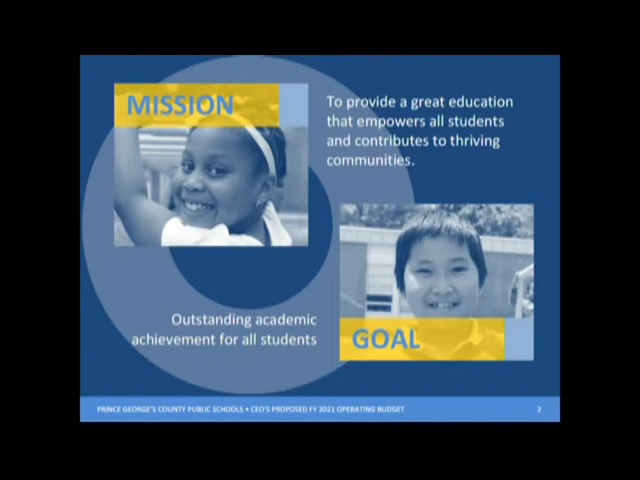 MISSION
To provide a great education
that empowers all students
and contributes to thriving
communities.
Outstanding academic
achievement for all students
GOAL
PRINCE GEORGE'S COUNTY PUBLIC SCHOOLS • CEO'S PROPOSED FY 2021 OPERATING BUDGET
2